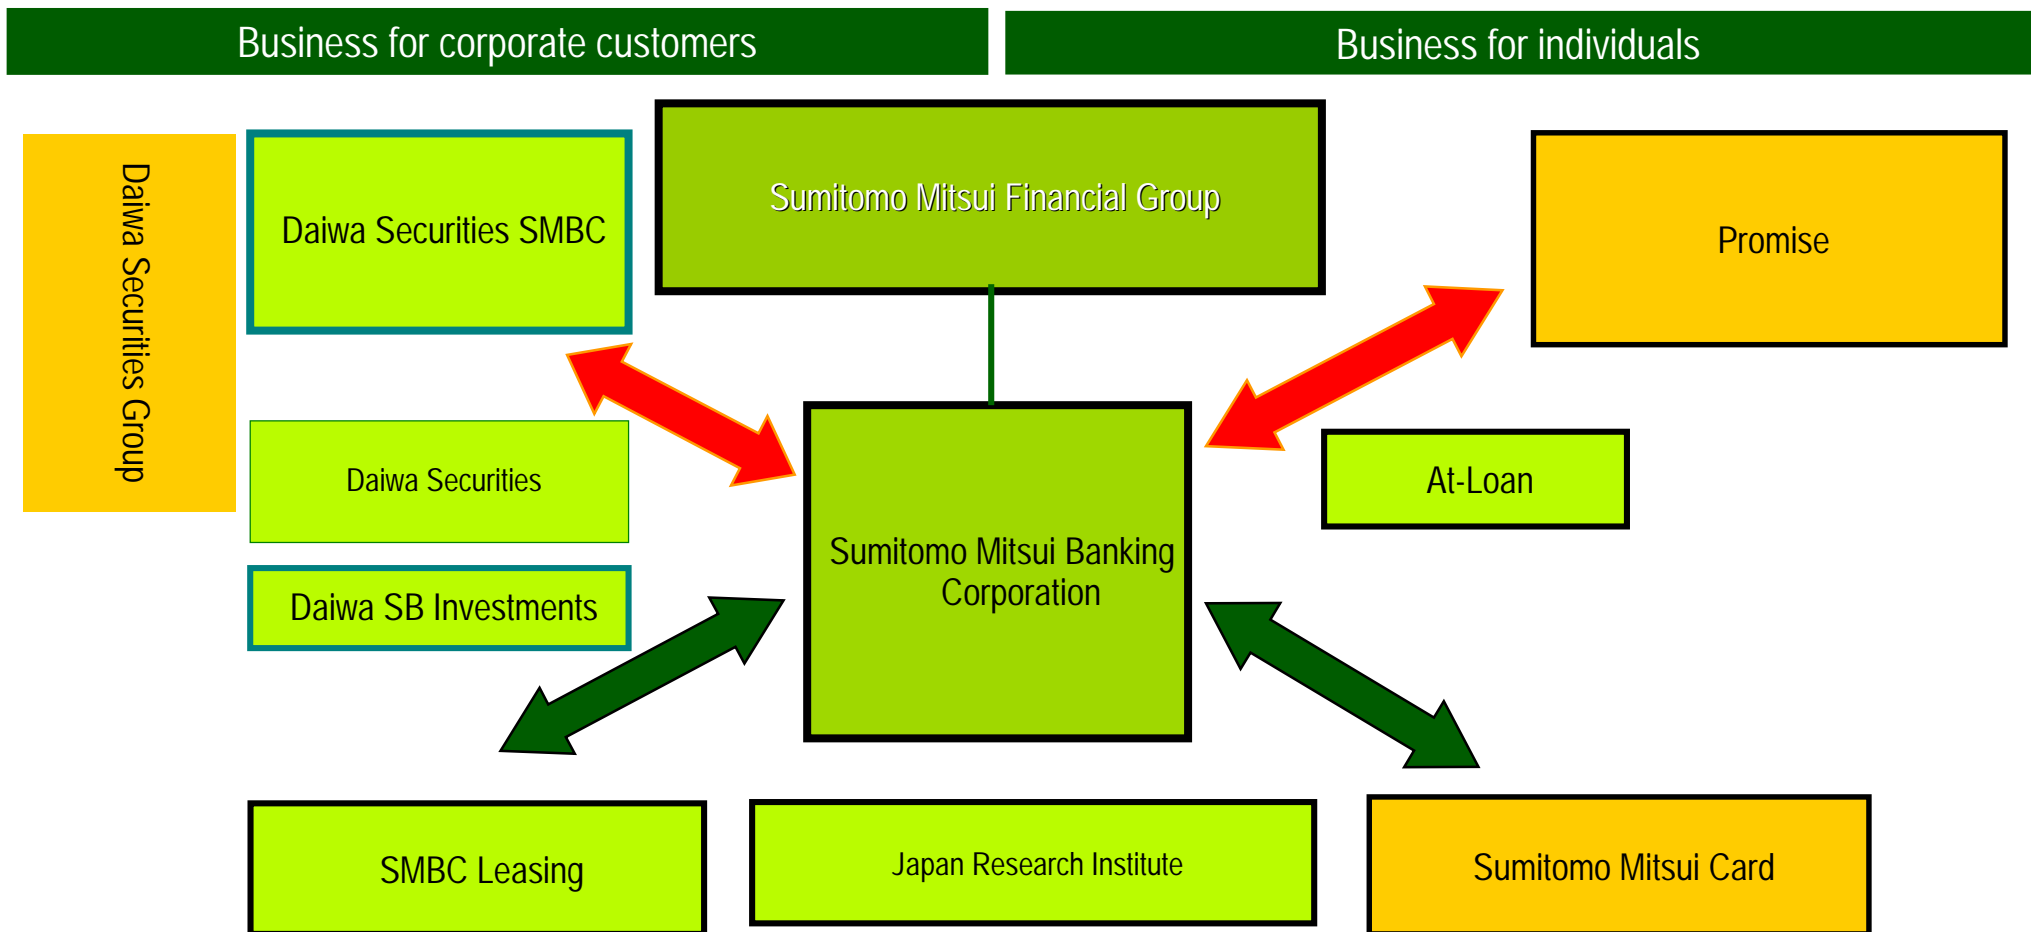 Business for corporate customers
Business for individuals
Daiwa Securities Group
Daiwa Securities SMBC
Sumitomo Mitsui Financial Group
Promise
Daiwa Securities
At-Loan
Sumitomo Mitsui Banking
Corporation
Daiwa SB Investments
SMBC Leasing
Japan Research Institute
Sumitomo Mitsui Card